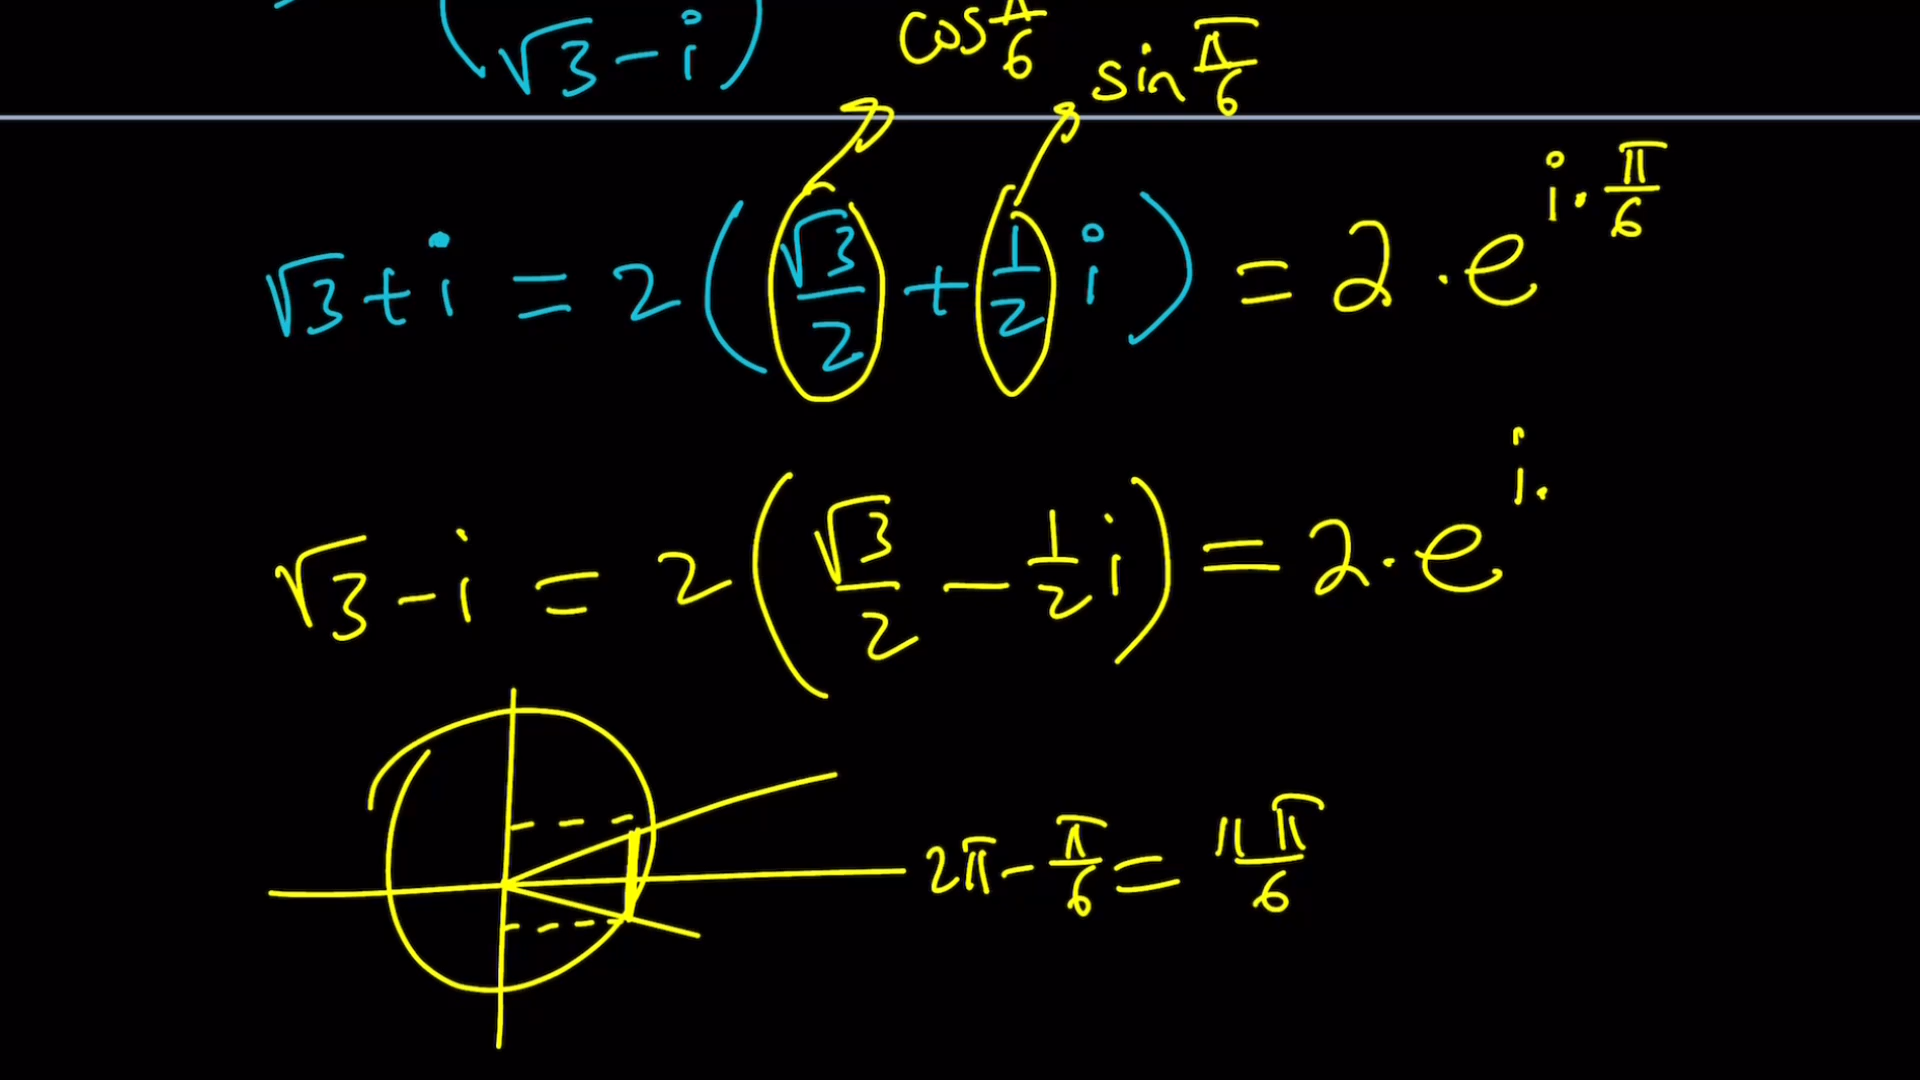 (√3 - i)
cos π/6
sin π/6
√3 + i = 2 (√3/2 + 1/2 i) = 2 · e^(i · π/6)
√3 - i = 2 (√3/2 - 1/2 i) = 2 · e^(i ·
2π - π/6 = 11π/6